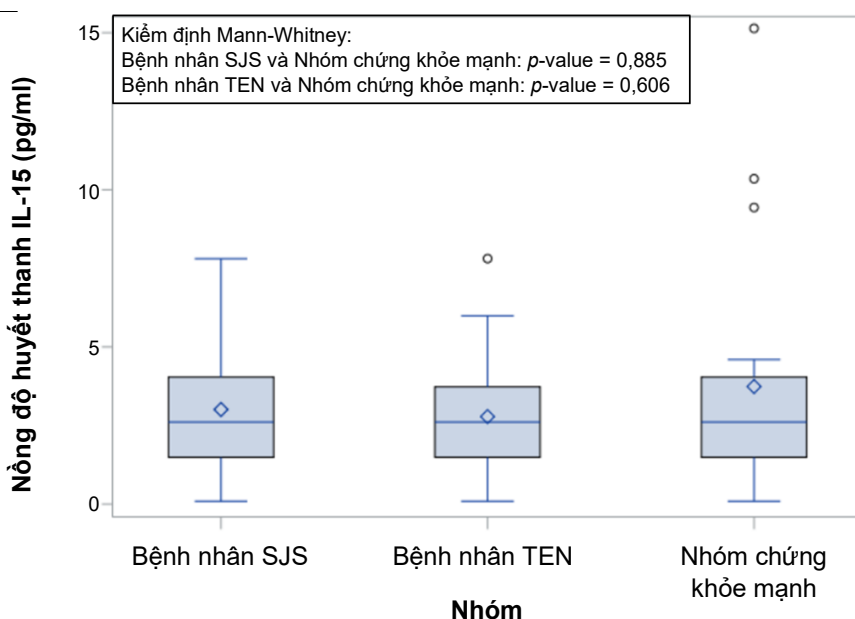 Kiểm định Mann-Whitney:
Bệnh nhân SJS và Nhóm chứng khỏe mạnh: p-value = 0,885
Bệnh nhân TEN và Nhóm chứng khỏe mạnh: p-value = 0,606
Nồng độ huyết thanh IL-15 (pg/ml)
15
10
5
0
Bệnh nhân SJS
Bệnh nhân TEN
Nhóm chứng
khỏe mạnh
Nhóm